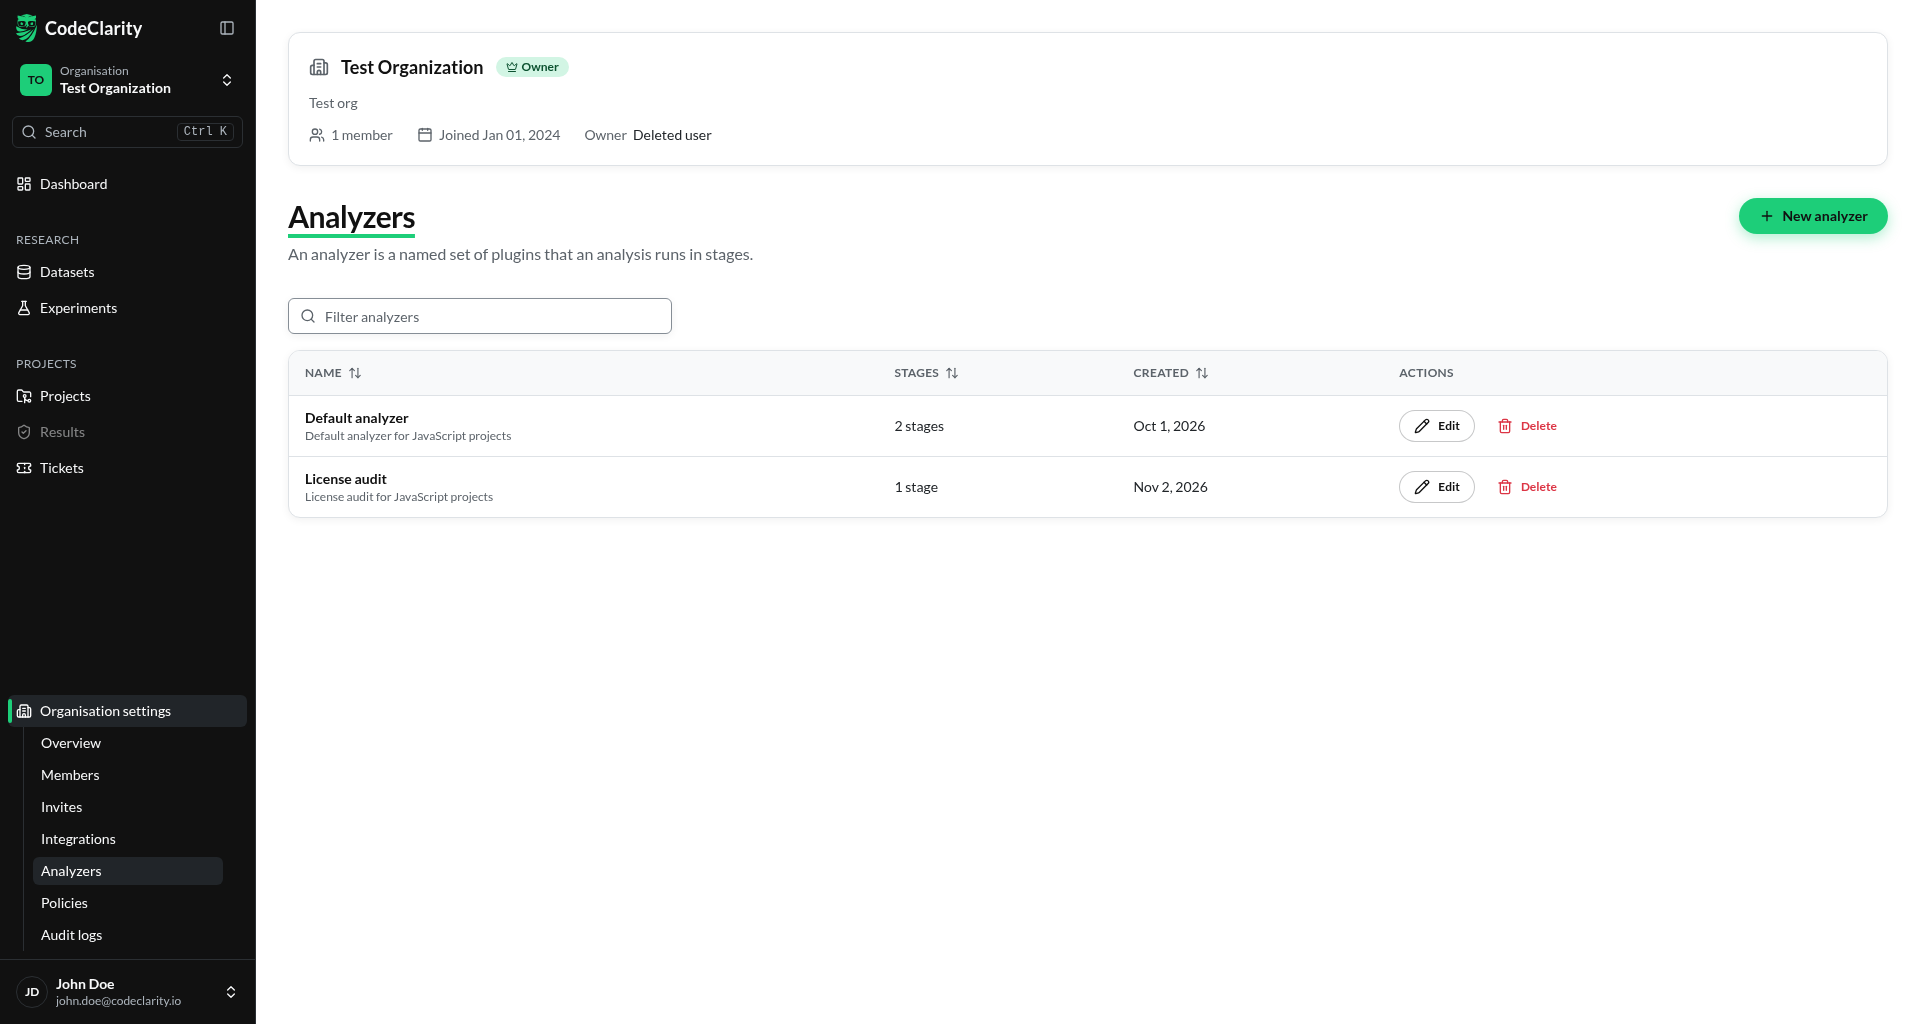 CodeClarity
TO
Organisation
Test Organization
Search
Ctrl K
Dashboard
RESEARCH
Datasets
Experiments
PROJECTS
Projects
Results
Tickets
Organisation settings
Overview
Members
Invites
Integrations
Analyzers
Policies
Audit logs
JD
John Doe
john.doe@codeclarity.io
Test Organization
Owner
Test org
1 member
Joined Jan 01, 2024
Owner Deleted user
Analyzers
New analyzer
An analyzer is a named set of plugins that an analysis runs in stages.
Filter analyzers
NAME STAGES CREATED ACTIONS
Default analyzer
Default analyzer for JavaScript projects
2 stages
Oct 1, 2026
Edit
Delete
License audit
License audit for JavaScript projects
1 stage
Nov 2, 2026
Edit
Delete